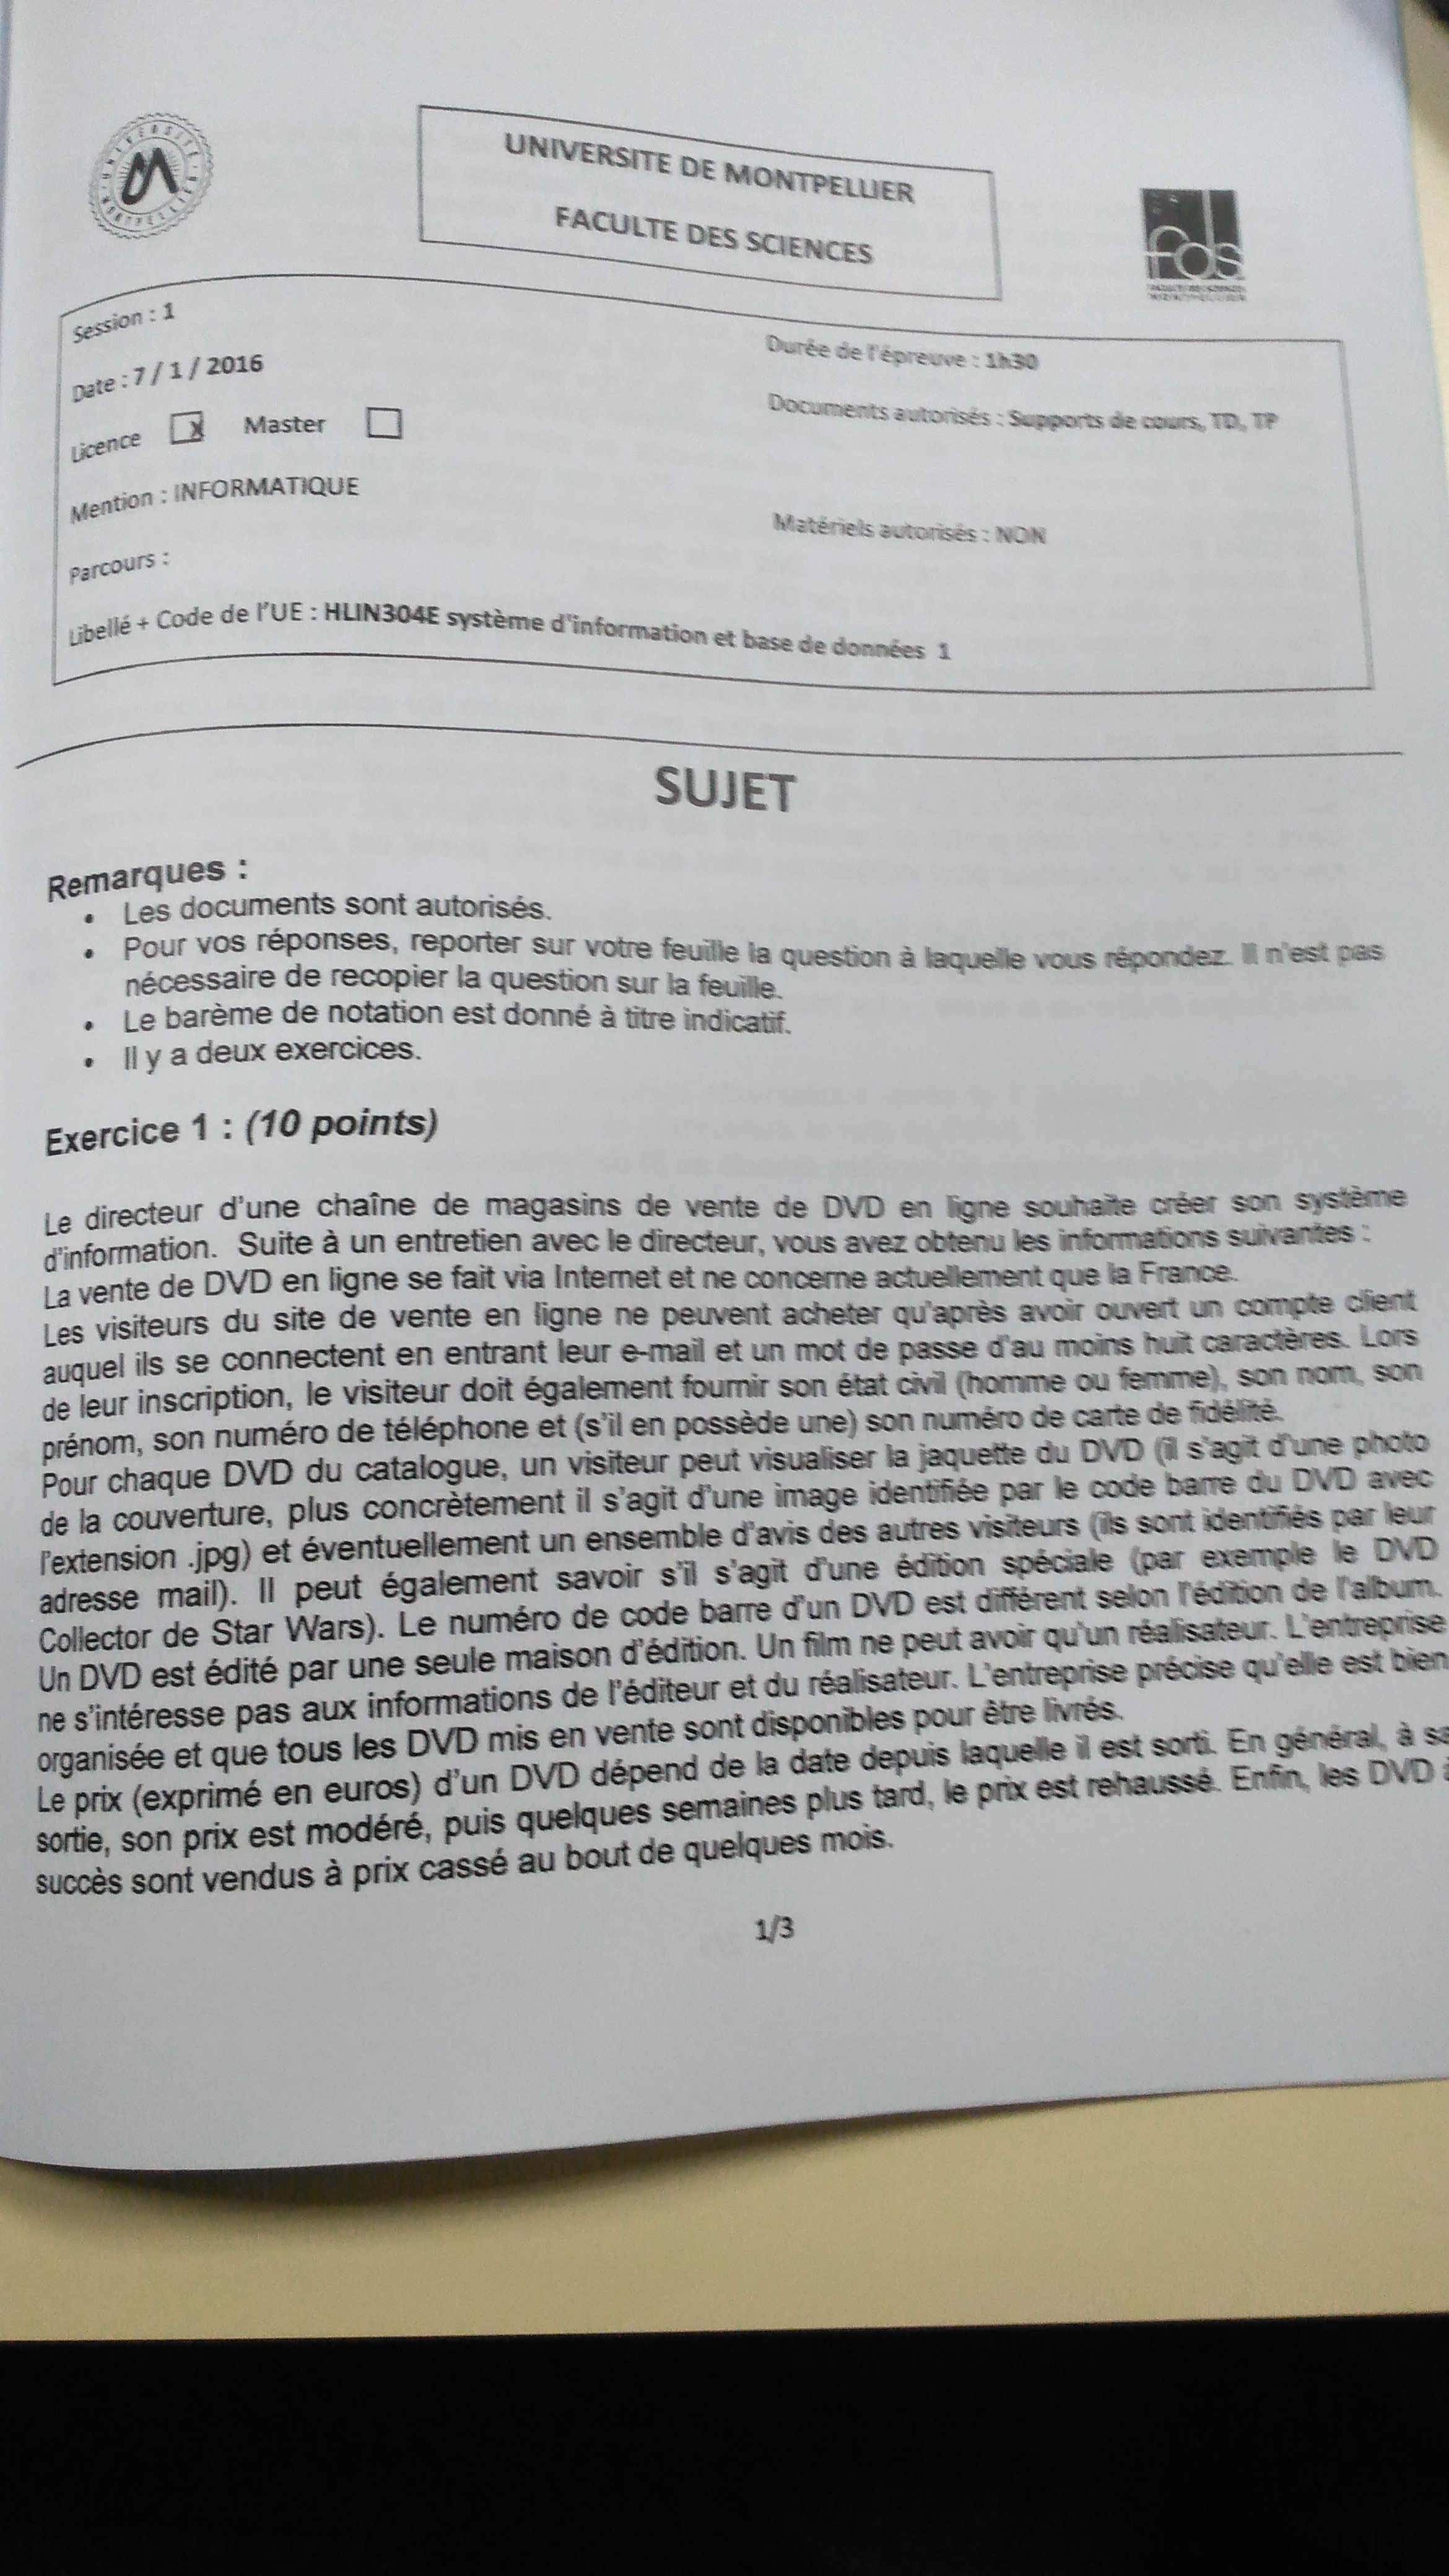 UNIVERSITE DE MONTPELLIER
FACULTE DES SCIENCES
UNIVERSITÉ
MONTPELLIER
fds
Session : 1
Date : 7 / 1 / 2016
Licence x Master
Mention : INFORMATIQUE
Parcours :
Libellé + Code de l'UE : HLIN304E système d'information et base de données 1
Durée de l'épreuve : 1h30
Documents autorisés : Supports de cours, TD, TP
Matériels autorisés : NON
SUJET
Remarques :
• Les documents sont autorisés.
• Pour vos réponses, reporter sur votre feuille la question à laquelle vous répondez. Il n'est pas
nécessaire de recopier la question sur la feuille.
• Le barème de notation est donné à titre indicatif.
• Il y a deux exercices.
Exercice 1 : (10 points)
Le directeur d'une chaîne de magasins de vente de DVD en ligne souhaite créer son système
d'information. Suite à un entretien avec le directeur, vous avez obtenu les informations suivantes :
La vente de DVD en ligne se fait via Internet et ne concerne actuellement que la France.
Les visiteurs du site de vente en ligne ne peuvent acheter qu'après avoir ouvert un compte client
auquel ils se connectent en entrant leur e-mail et un mot de passe d'au moins huit caractères. Lors
de leur inscription, le visiteur doit également fournir son état civil (homme ou femme), son nom, son
prénom, son numéro de téléphone et (s'il en possède une) son numéro de carte de fidélité.
Pour chaque DVD du catalogue, un visiteur peut visualiser la jaquette du DVD (il s'agit d'une photo
de la couverture, plus concrètement il s'agit d'une image identifiée par le code barre du DVD avec
l'extension .jpg) et éventuellement un ensemble d'avis des autres visiteurs (ils sont identifiés par leur
adresse mail). Il peut également savoir s'il s'agit d'une édition spéciale (par exemple le DVD
Collector de Star Wars). Le numéro de code barre d'un DVD est différent selon l'édition de l'album.
Un DVD est édité par une seule maison d'édition. Un film ne peut avoir qu'un réalisateur. L'entreprise
ne s'intéresse pas aux informations de l'éditeur et du réalisateur. L'entreprise précise qu'elle est bien
organisée et que tous les DVD mis en vente sont disponibles pour être livrés.
Le prix (exprimé en euros) d'un DVD dépend de la date depuis laquelle il est sorti. En général, à sa
sortie, son prix est modéré, puis quelques semaines plus tard, le prix est rehaussé. Enfin, les DVD à
succès sont vendus à prix cassé au bout de quelques mois.
1/3